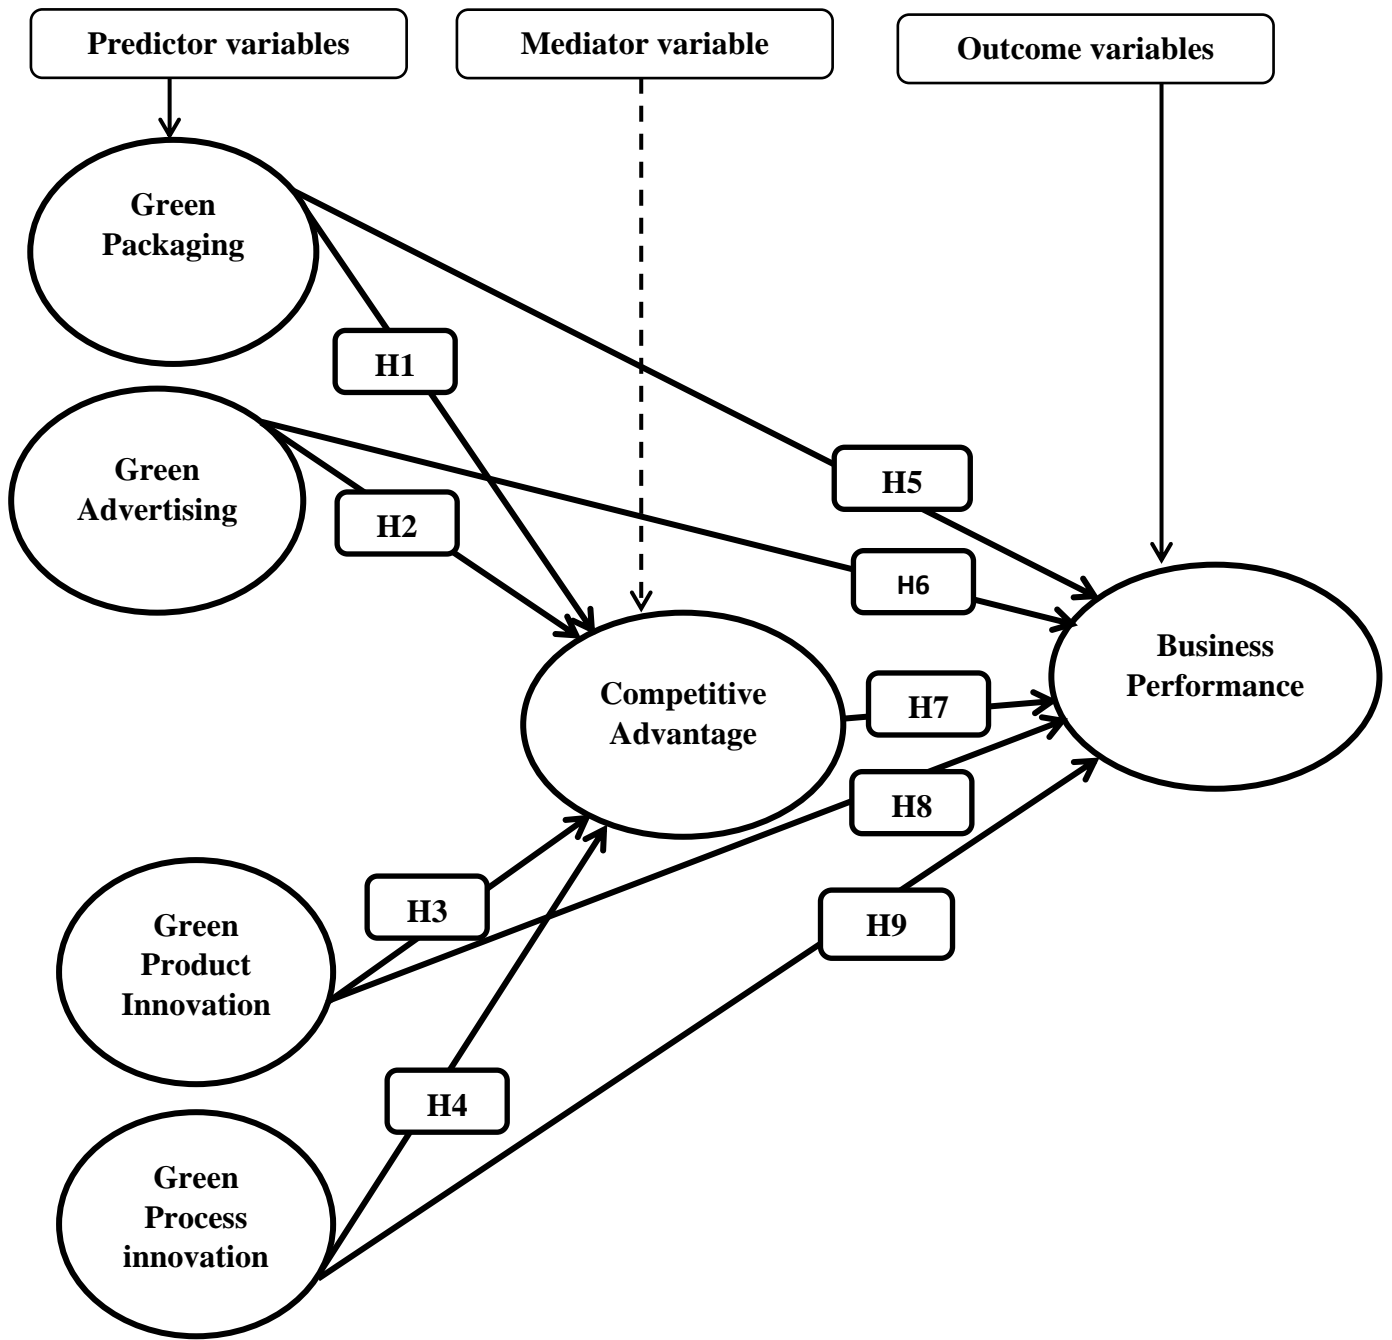 Predictor variables
Mediator variable
Outcome variables
Green
Packaging
H1
Green
Advertising
H2
H5
H6
Business
Performance
Competitive
Advantage
H7
H8
H3
H9
Green
Product
Innovation
H4
Green
Process
innovation